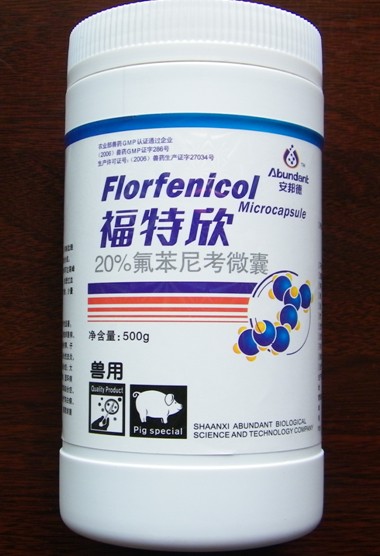 农业部兽药GMP认证通过企业
(2006) 兽药GMP证字286号
生产许可证号: (2006) 兽药生产证字27034号
Abundant
安邦德
Florfenicol
Microcapsule
福特欣
20%氟苯尼考微囊
净含量: 500g
兽用
Quality Product
Pig special
SHAANXI ABUNDANT BIOLOGICAL
SCIENCE AND TECHNOLOGY COMPANY